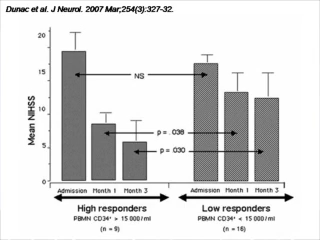 Dunac et al. J Neurol. 2007 Mar;254(3):327-32.
Mean NIHSS
20
15
10
5
0
NS
p = .038
p = .030
Admission Month 1 Month 3 Admission Month 1 Month 3
High responders Low responders
PBMN CD34⁺ > 15 000/ml PBMN CD34⁺ < 15 000/ml
(n = 9) (n = 16)